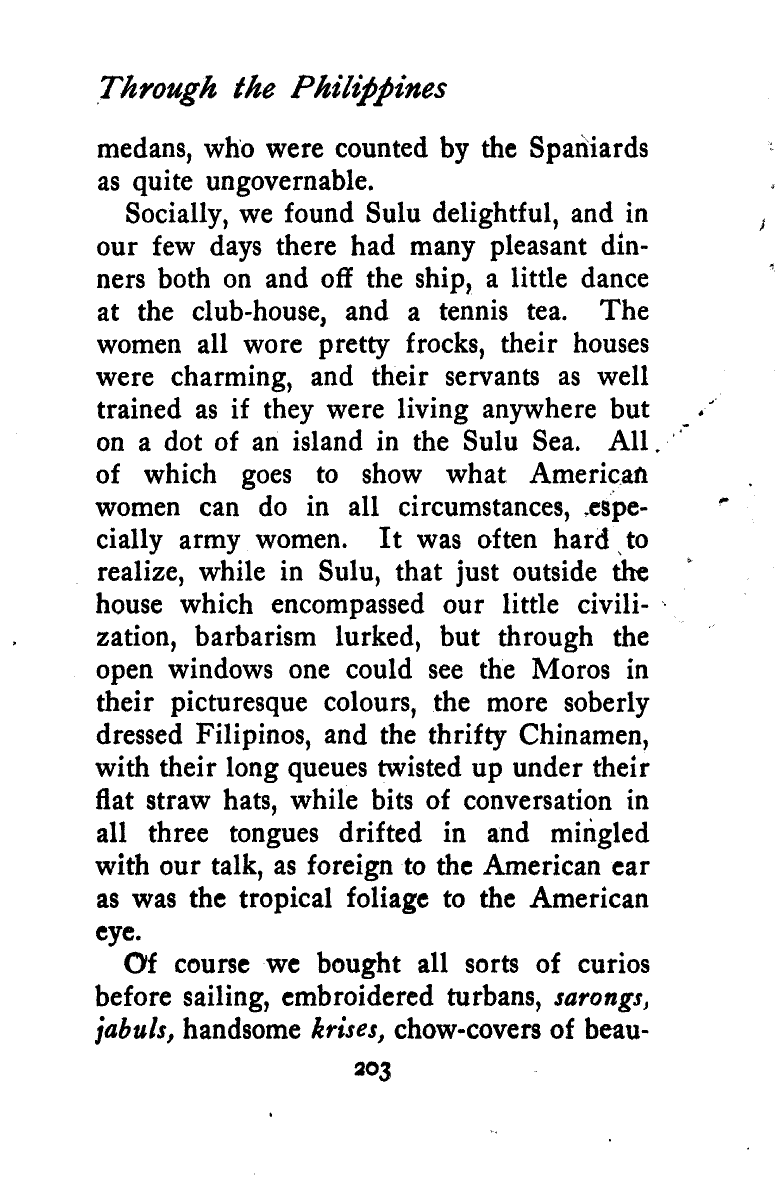 Through the Philippines
medans, who were counted by the Spaniards
as quite ungovernable.
Socially, we found Sulu delightful, and in
our few days there had many pleasant din-
ners both on and off the ship, a little dance
at the club-house, and a tennis tea. The
women all wore pretty frocks, their houses
were charming, and their servants as well
trained as if they were living anywhere but
on a dot of an island in the Sulu Sea. All
of which goes to show what American
women can do in all circumstances, espe-
cially army women. It was often hard to
realize, while in Sulu, that just outside the
house which encompassed our little civili-
zation, barbarism lurked, but through the
open windows one could see the Moros in
their picturesque colours, the more soberly
dressed Filipinos, and the thrifty Chinamen,
with their long queues twisted up under their
flat straw hats, while bits of conversation in
all three tongues drifted in and mingled
with our talk, as foreign to the American ear
as was the tropical foliage to the American
eye.
Of course we bought all sorts of curios
before sailing, embroidered turbans, sarongs,
jabuls, handsome krises, chow-covers of beau-
203